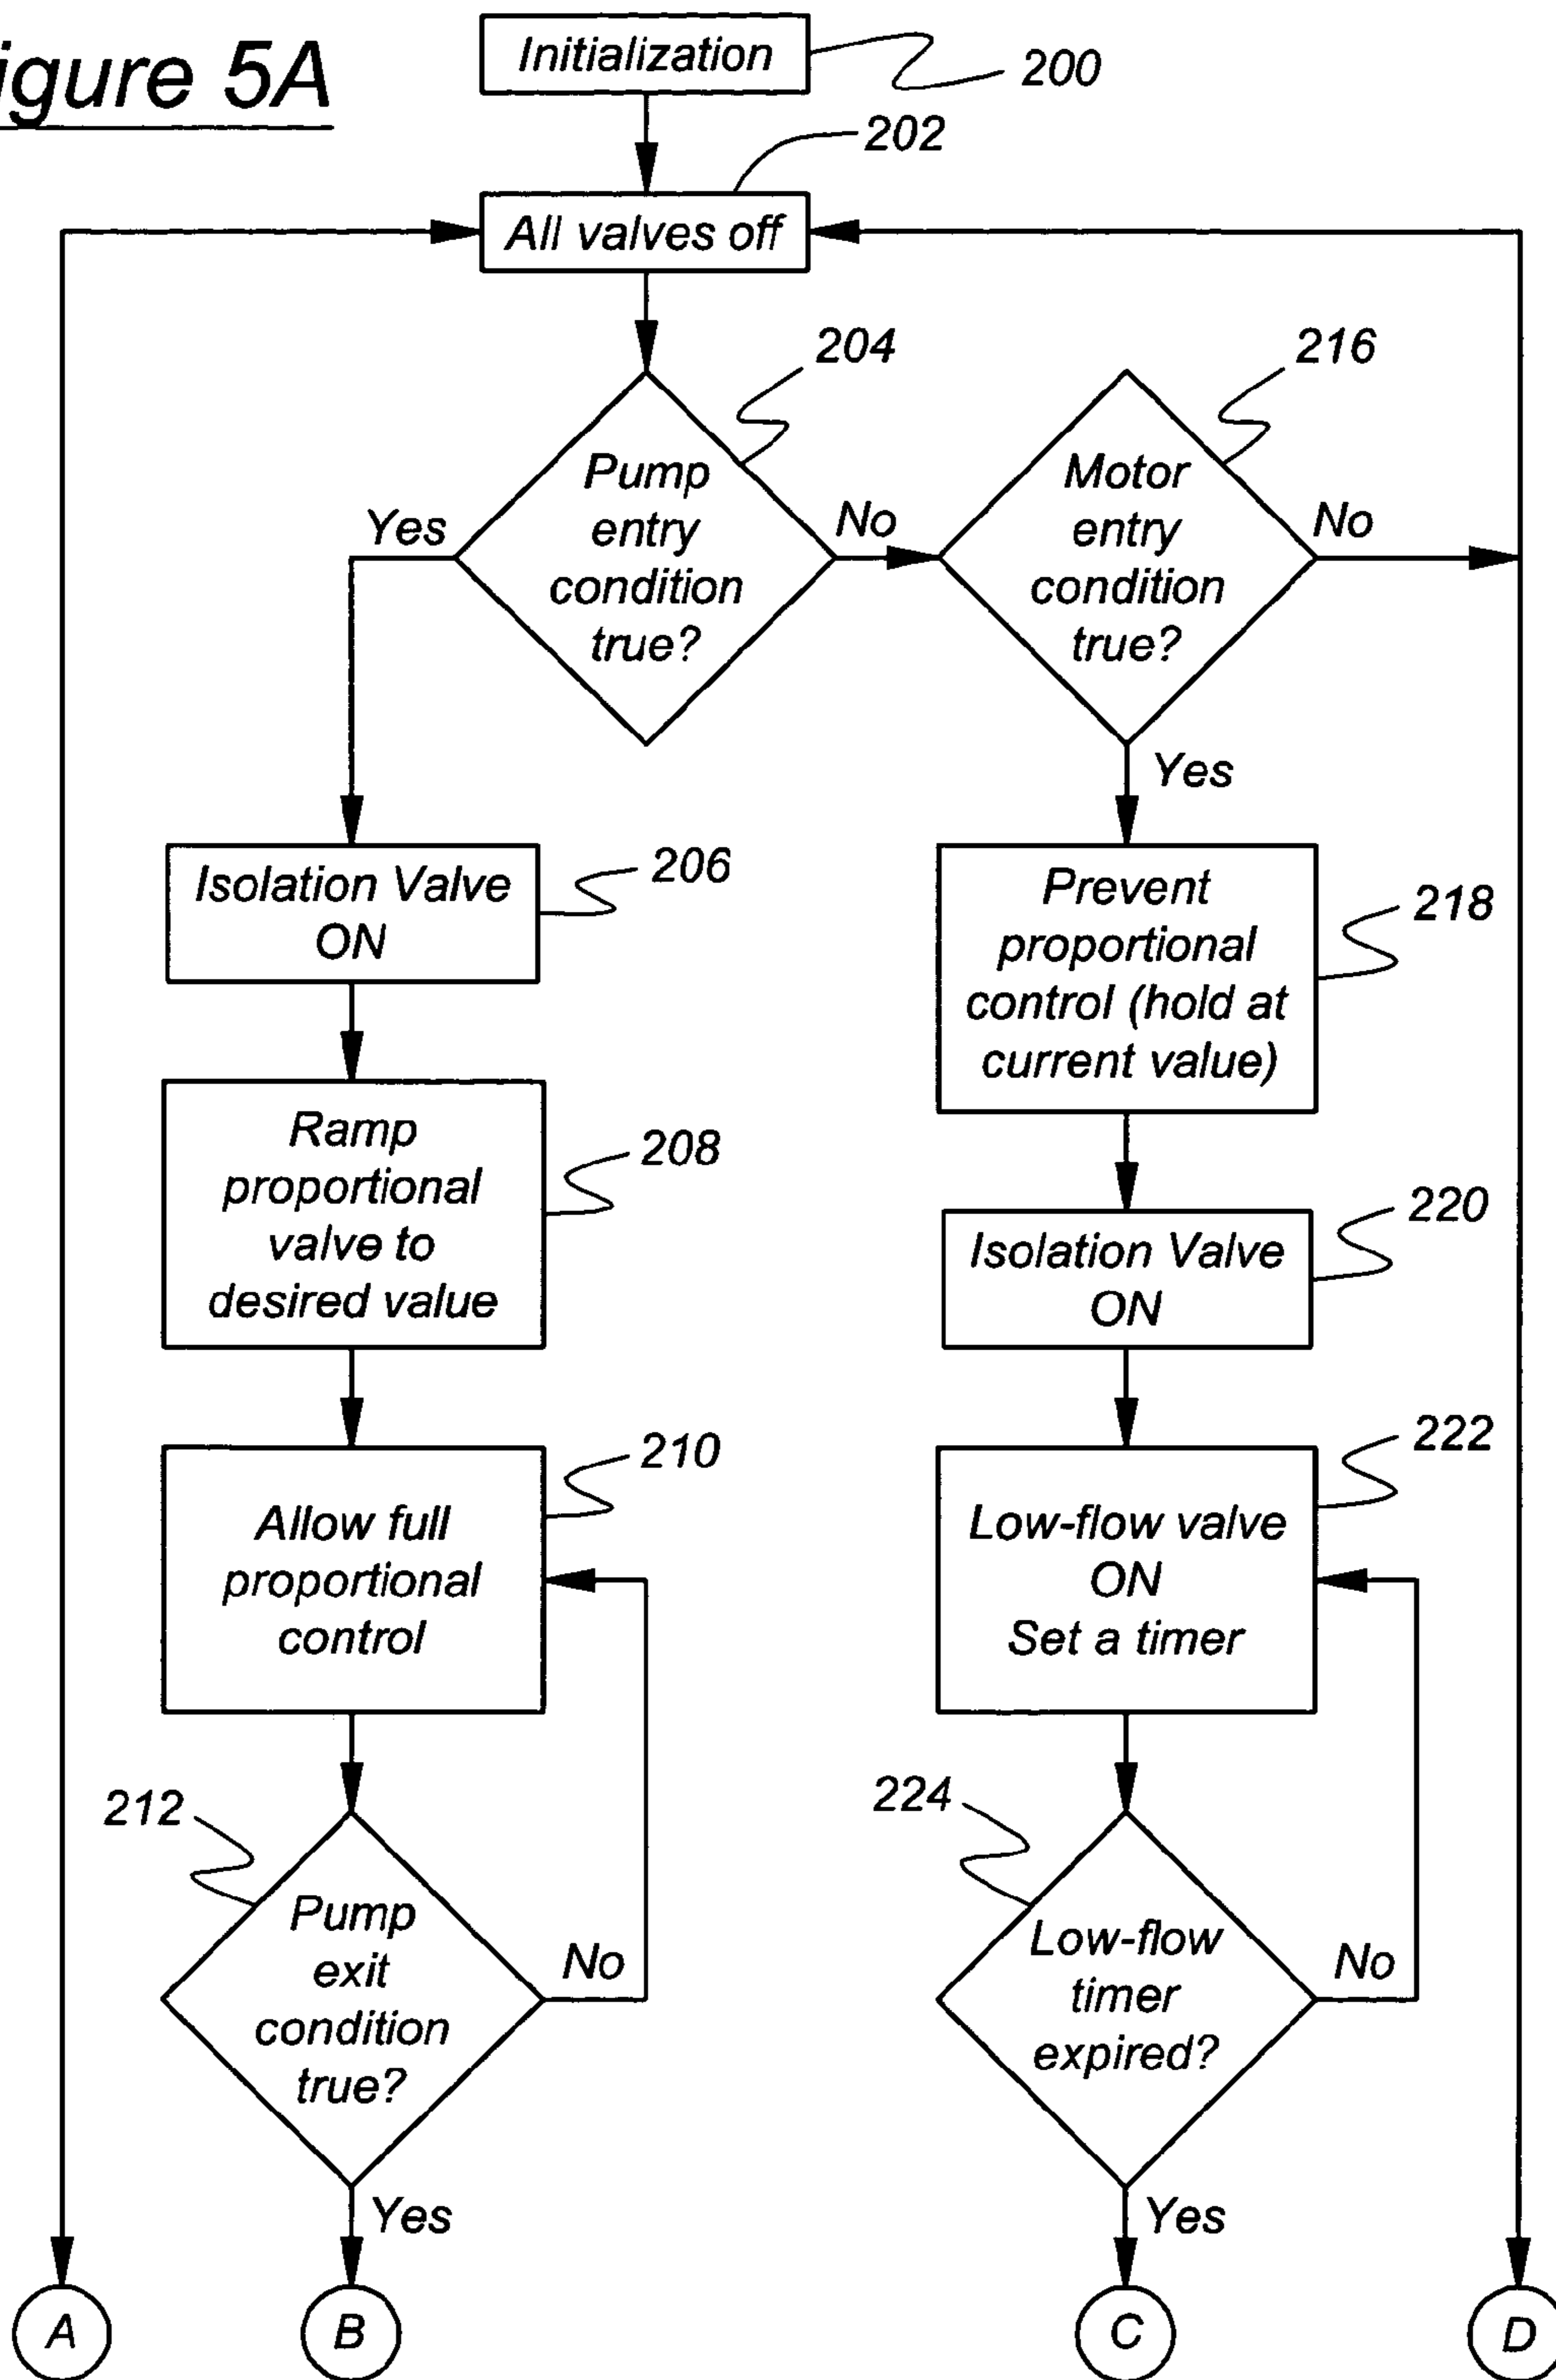 igure 5A
Initialization
200
202
All valves off
204
216
Pump
entry
condition
true?
Yes
No
Motor
entry
condition
true?
No
Yes
Isolation Valve
ON
206
Prevent
proportional
control (hold at
current value)
218
Ramp
proportional
valve to
desired value
208
Isolation Valve
ON
220
Allow full
proportional
control
210
Low-flow valve
ON
Set a timer
222
212
Pump
exit
condition
true?
No
Yes
224
Low-flow
timer
expired?
No
Yes
A
B
C
D